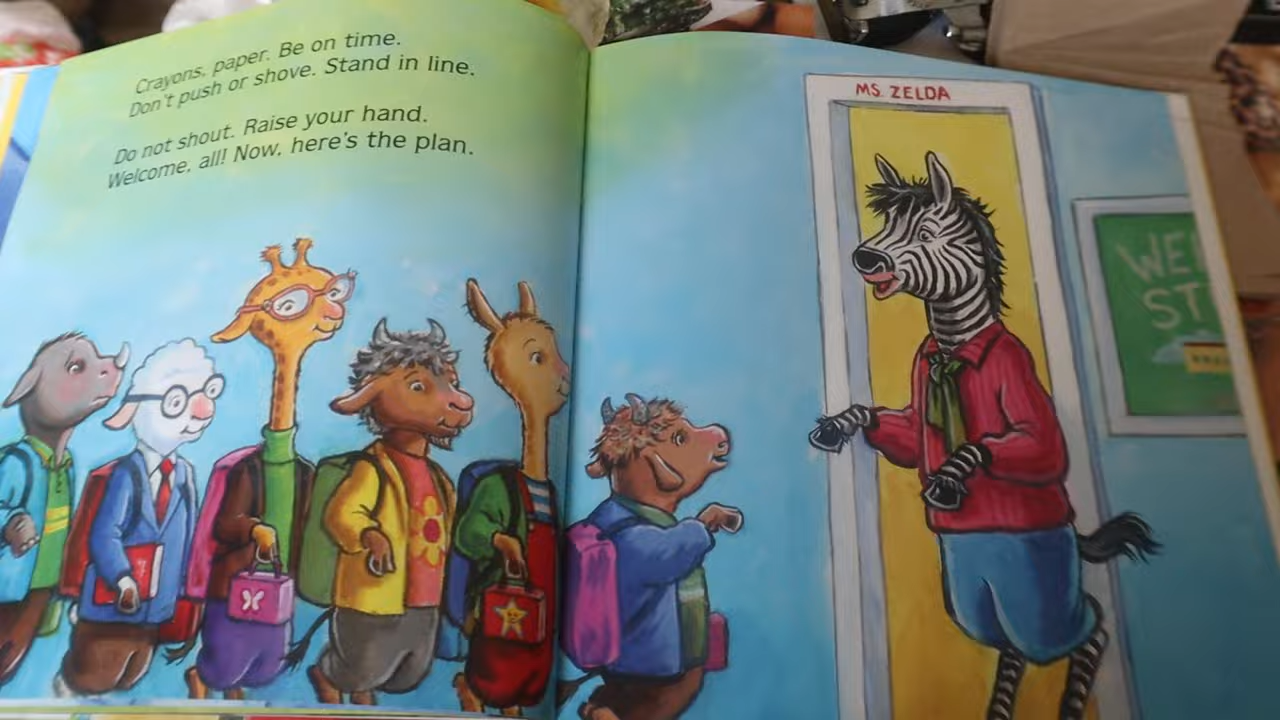 Crayons, paper. Be on time.
Don't push or shove. Stand in line.
Do not shout. Raise your hand.
Welcome, all! Now, here's the plan.
MS. ZELDA